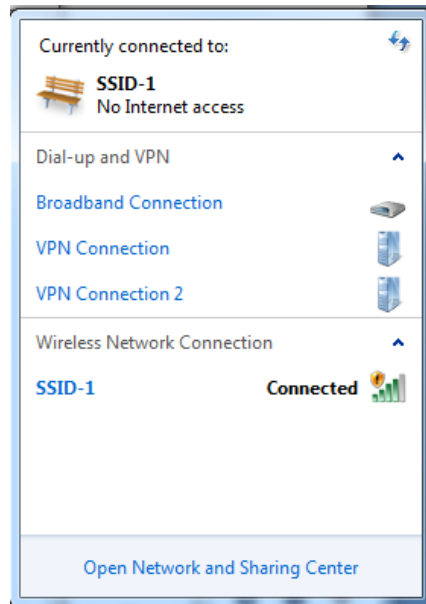 Currently connected to:
SSID-1
No Internet access
Dial-up and VPN
Broadband Connection
VPN Connection
VPN Connection 2
Wireless Network Connection
SSID-1 Connected
Open Network and Sharing Center